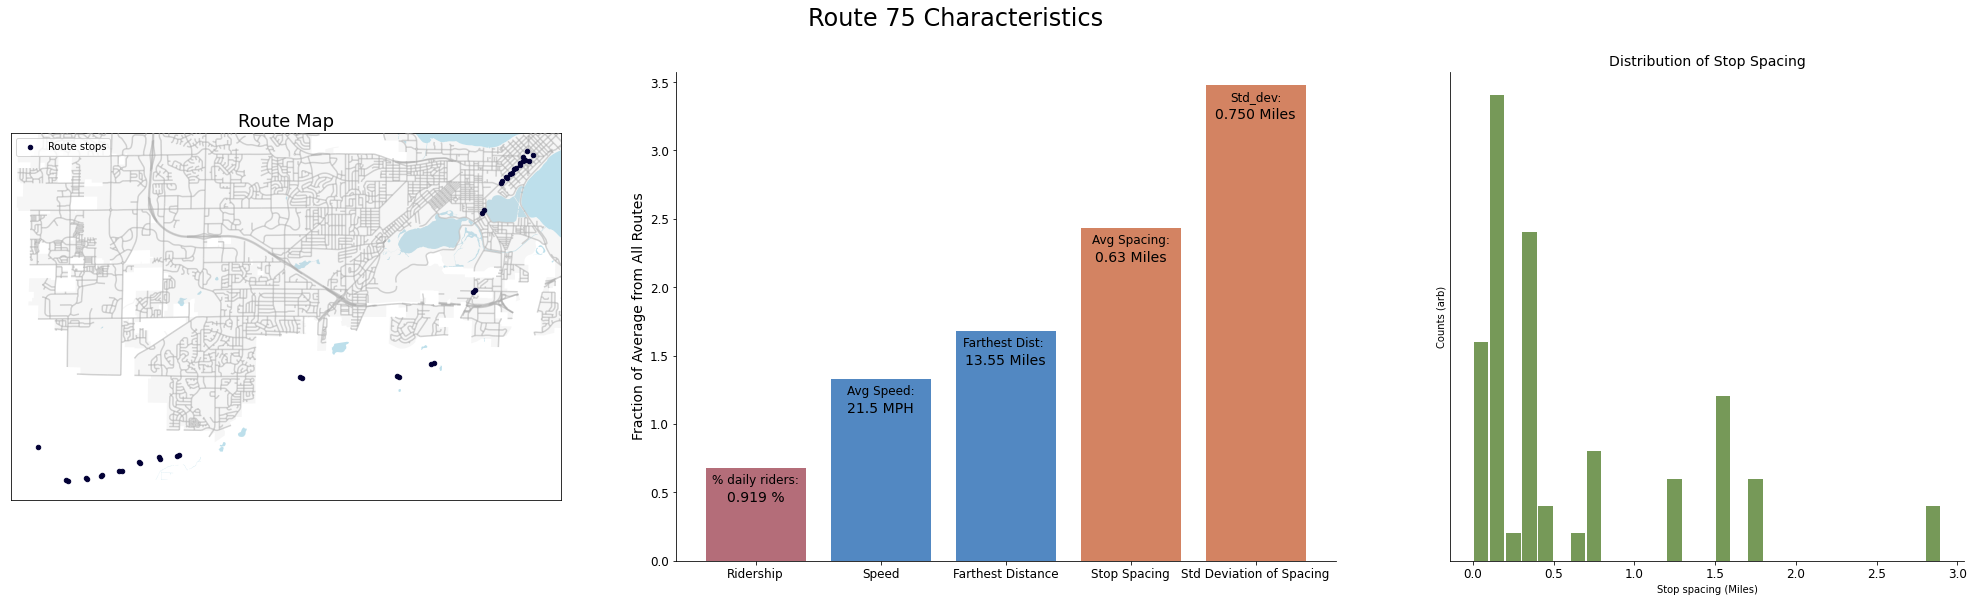 Route 75 Characteristics
Route Map
Route stops
Fraction of Average from All Routes
3.5
3.0
2.5
2.0
1.5
1.0
0.5
0.0
% daily riders:
0.919 %
Avg Speed:
21.5 MPH
Farthest Dist:
13.55 Miles
Avg Spacing:
0.63 Miles
Std_dev:
0.750 Miles
Ridership
Speed
Farthest Distance
Stop Spacing
Std Deviation of Spacing
Distribution of Stop Spacing
Counts (arb)
0.0
0.5
1.0
1.5
2.0
2.5
3.0
Stop spacing (Miles)